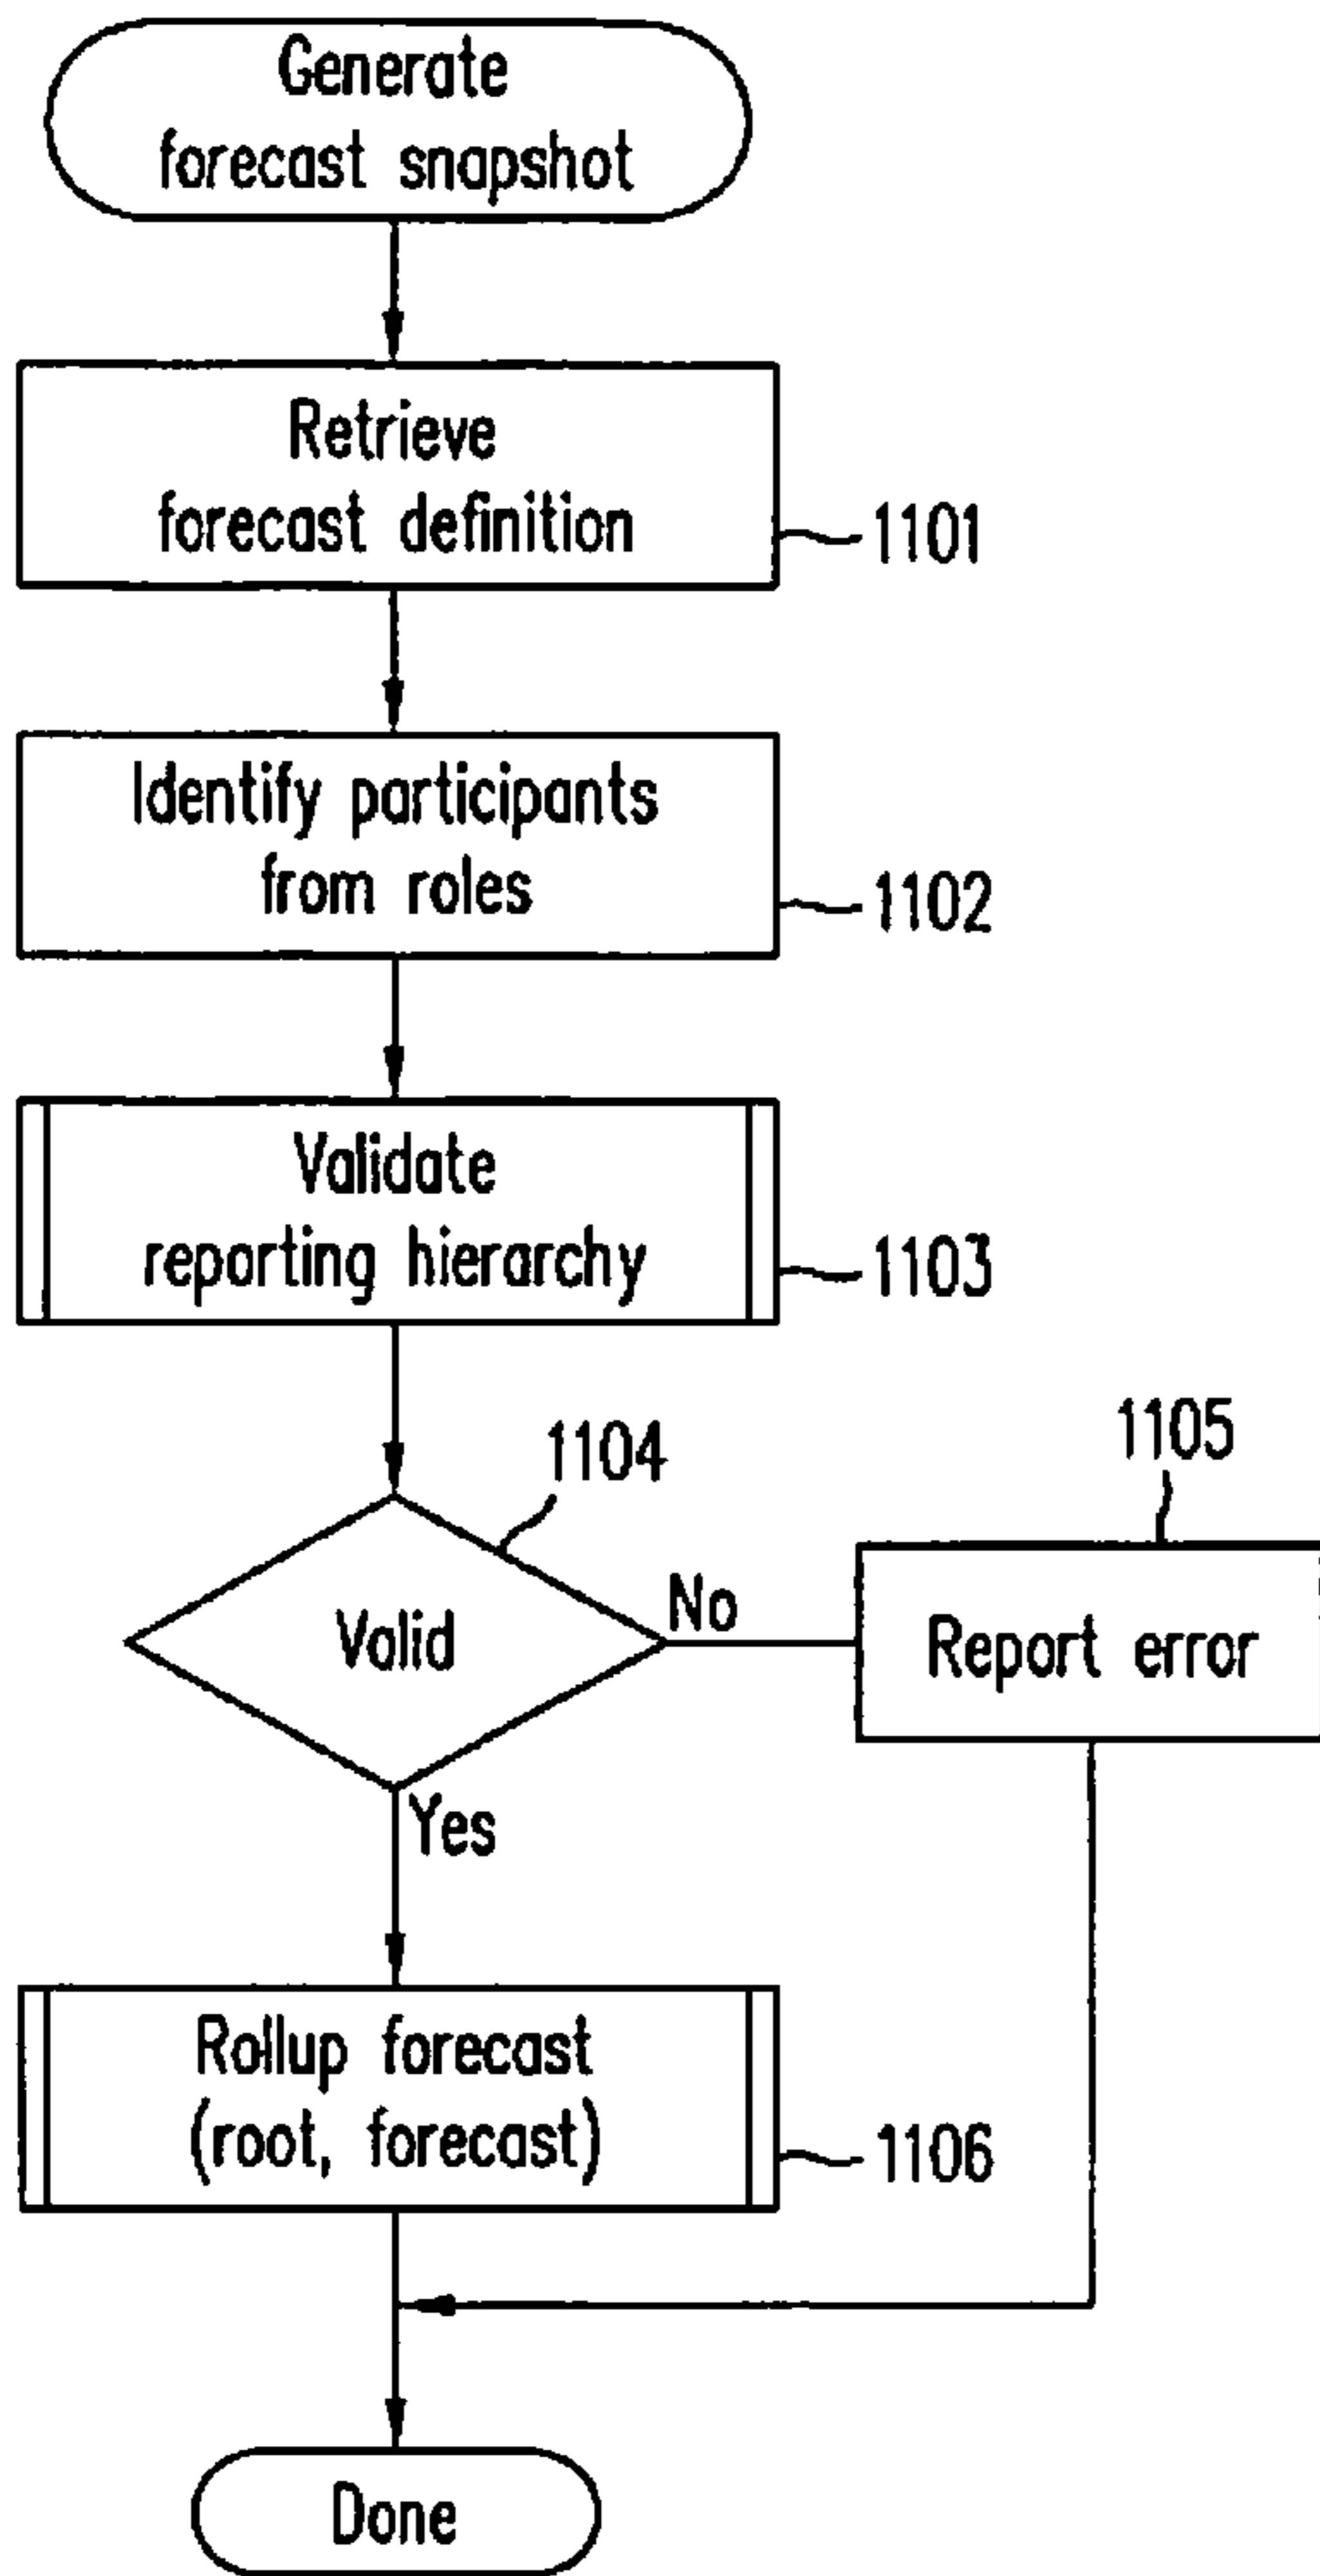 Generate
forecast snapshot
Retrieve
forecast definition
1101
Identify participants
from roles
1102
Validate
reporting hierarchy
1103
1104
1105
Valid
No
Report error
Yes
Rollup forecast
(root, forecast)
1106
Done